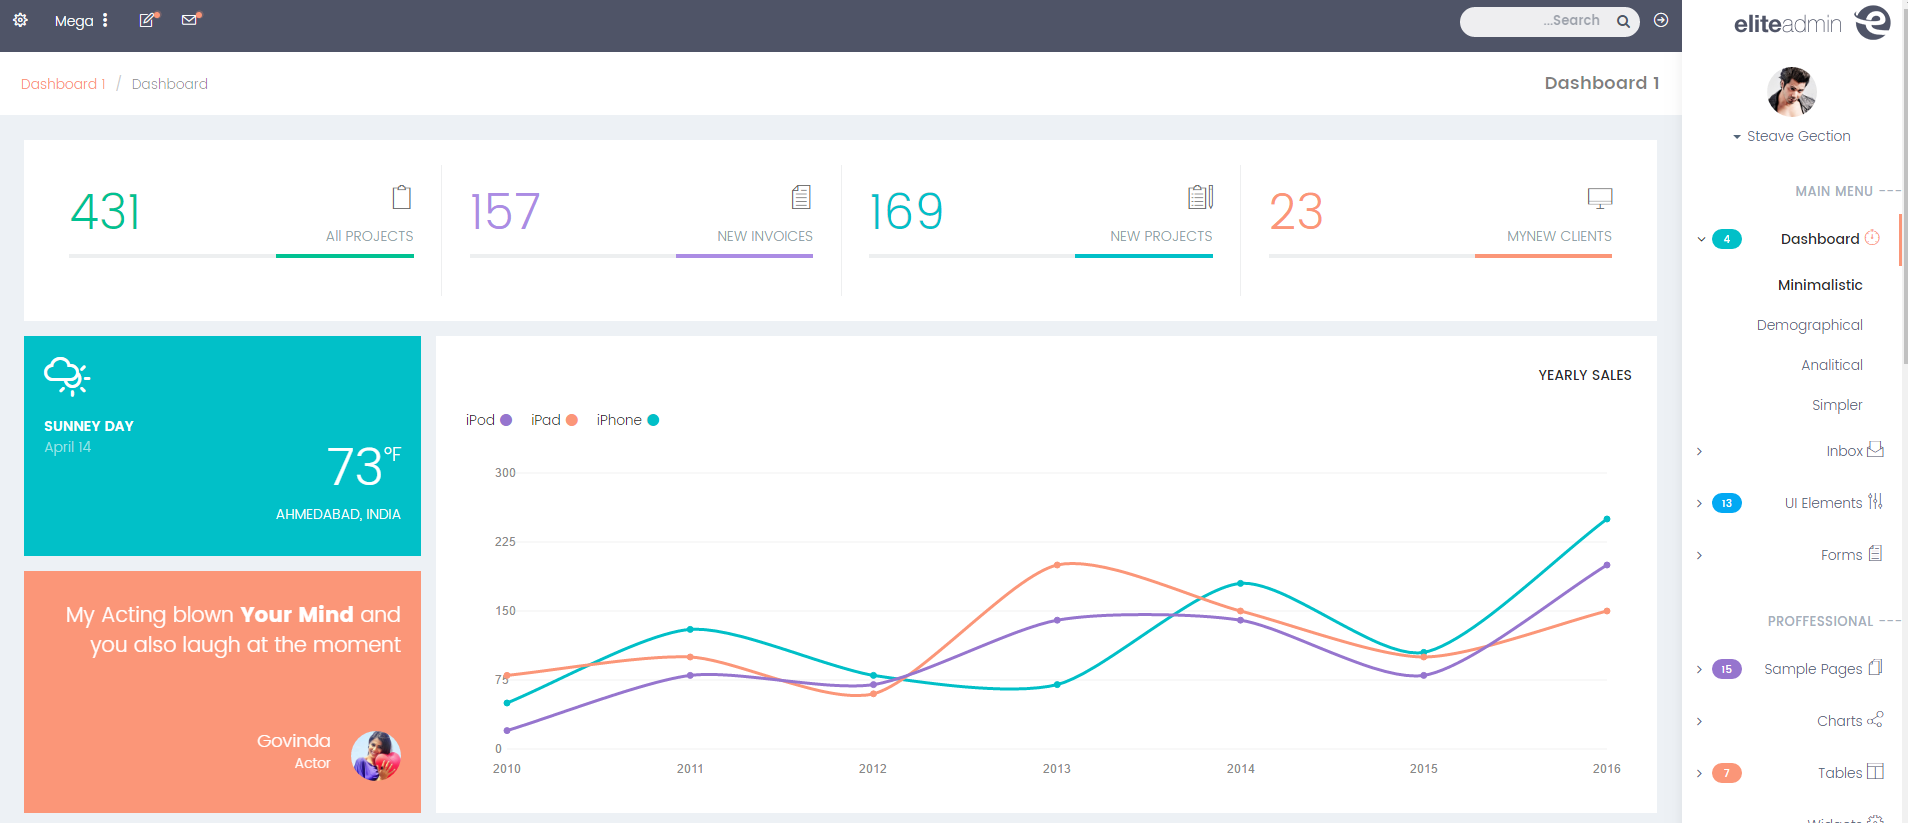 Mega
...Search
eliteadmin
Dashboard 1 / Dashboard
Dashboard 1
Steave Gection
431
All PROJECTS
157
NEW INVOICES
169
NEW PROJECTS
23
MYNEW CLIENTS
SUNNEY DAY
April 14
73°F
AHMEDABAD, INDIA
My Acting blown Your Mind and
you also laugh at the moment
Govinda
Actor
YEARLY SALES
iPod
iPad
iPhone
300
225
150
75
0
2010 2011 2012 2013 2014 2015 2016
MAIN MENU ---
4 Dashboard
Minimalistic
Demographical
Analitical
Simpler
Inbox
13 UI Elements
Forms
PROFFESSIONAL ---
15 Sample Pages
Charts
7 Tables
Widgets